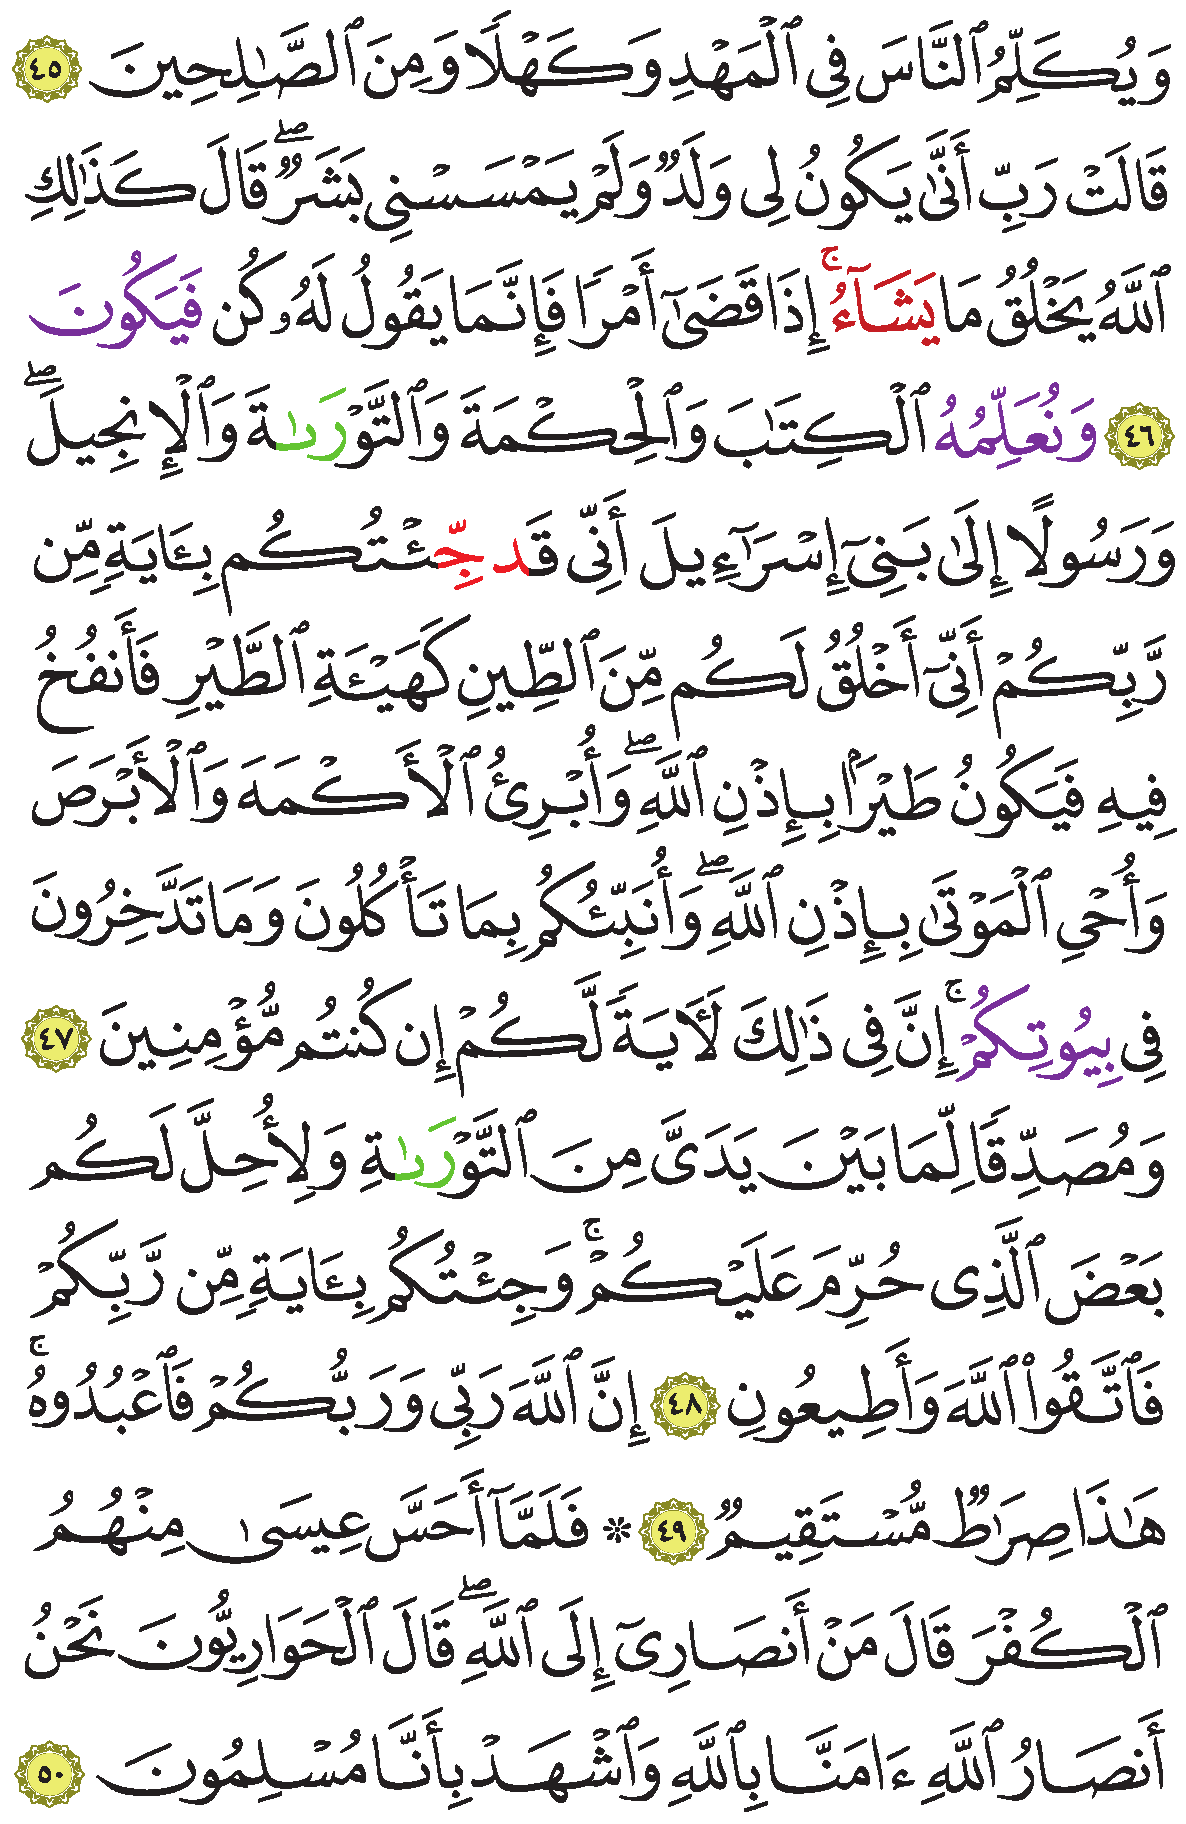 وَيُكَلِّمُ ٱلنَّاسَ فِي ٱلۡمَهۡدِ وَكَهۡلٗا وَمِنَ ٱلصَّٰلِحِينَ ٤٥
قَالَتۡ رَبِّ أَنَّىٰ يَكُونُ لِي وَلَدٞ وَلَمۡ يَمۡسَسۡنِي بَشَرٞۖ قَالَ كَذَٰلِكِ
ٱللَّهُ يَخۡلُقُ مَا يَشَآءُۚ إِذَا قَضَىٰٓ أَمۡرٗا فَإِنَّمَا يَقُولُ لَهُۥ كُن فَيَكُونَ
٤٦ وَنُعَلِّمُهُ ٱلۡكِتَٰبَ وَٱلۡحِكۡمَةَ وَٱلتَّوۡرَىٰةَ وَٱلۡإِنجِيلَۖ
وَرَسُولًا إِلَىٰ بَنِيٓ إِسۡرَٰٓءِيلَ أَنِّي قَد جِّئۡتُكُم بِـَٔايَةٖ مِّن
رَّبِّكُمۡ أَنِّيٓ أَخۡلُقُ لَكُم مِّنَ ٱلطِّينِ كَهَيۡـَٔةِ ٱلطَّيۡرِ فَأَنفُخُ
فِيهِ فَيَكُونُ طَيۡرَۢا بِإِذۡنِ ٱللَّهِۖ وَأُبۡرِئُ ٱلۡأَكۡمَهَ وَٱلۡأَبۡرَصَ
وَأُحۡيِ ٱلۡمَوۡتَىٰ بِإِذۡنِ ٱللَّهِۖ وَأُنَبِّئُكُم بِمَا تَأۡكُلُونَ وَمَا تَدَّخِرُونَ
فِي بِيُوتِكُمۡۚ إِنَّ فِي ذَٰلِكَ لَأٓيَةٗ لَّكُمۡ إِن كُنتُم مُّؤۡمِنِينَ ٤٧
وَمُصَدِّقٗا لِّمَا بَيۡنَ يَدَيَّ مِنَ ٱلتَّوۡرَىٰةِ وَلِأُحِلَّ لَكُم
بَعۡضَ ٱلَّذِي حُرِّمَ عَلَيۡكُمۡۚ وَجِئۡتُكُم بِـَٔايَةٖ مِّن رَّبِّكُمۡ
فَٱتَّقُواْ ٱللَّهَ وَأَطِيعُونِ ٤٨ إِنَّ ٱللَّهَ رَبِّي وَرَبُّكُمۡ فَٱعۡبُدُوهُۚ
هَٰذَا صِرَٰطٞ مُّسۡتَقِيمٞ ٤٩ ۞ فَلَمَّآ أَحَسَّ عِيسَىٰ مِنۡهُمُ
ٱلۡكُفۡرَ قَالَ مَنۡ أَنصَارِيٓ إِلَى ٱللَّهِۖ قَالَ ٱلۡحَوَارِيُّونَ نَحۡنُ
أَنصَارُ ٱللَّهِ ءَامَنَّا بِٱللَّهِ وَٱشۡهَدۡ بِأَنَّا مُسۡلِمُونَ ٥٠